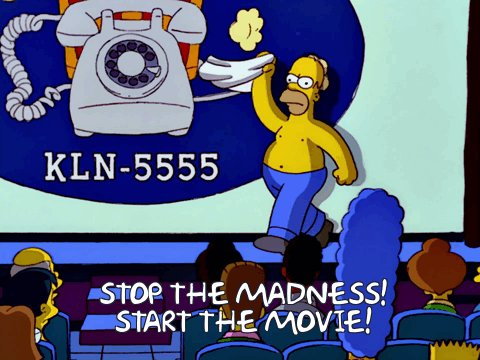 KLN-5555
STOP THE MADNESS!
START THE MOVIE!